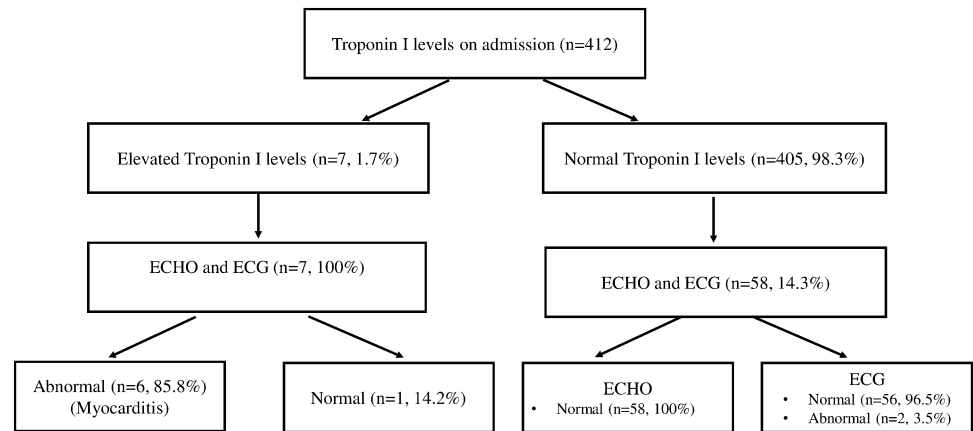 Troponin I levels on admission (n=412)
Elevated Troponin I levels (n=7, 1.7%)
Normal Troponin I levels (n=405, 98.3%)
ECHO and ECG (n=7, 100%)
ECHO and ECG (n=58, 14.3%)
Abnormal (n=6, 85.8%)
(Myocarditis)
Normal (n=1, 14.2%)
ECHO
• Normal (n=58, 100%)
ECG
• Normal (n=56, 96.5%)
• Abnormal (n=2, 3.5%)